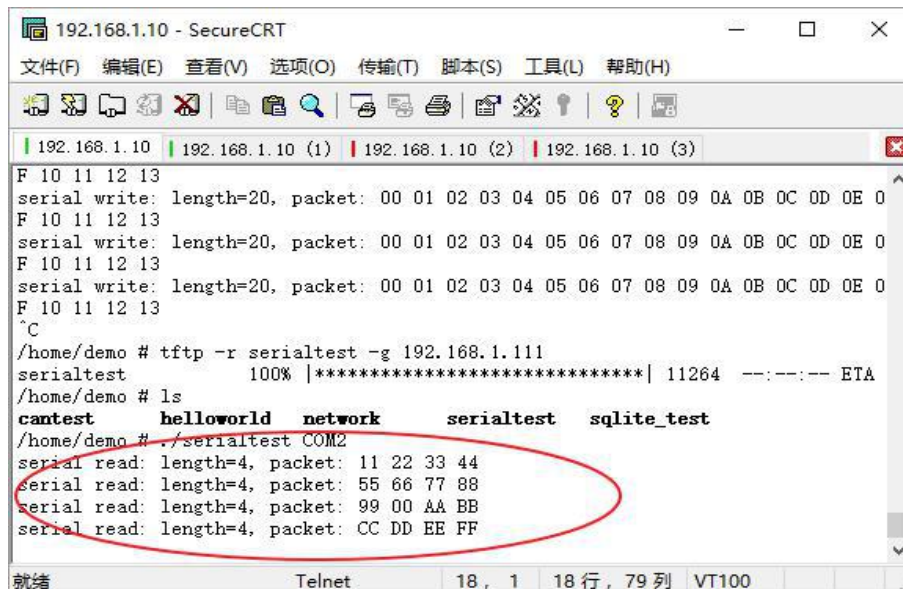 192.168.1.10 - SecureCRT
文件(F) 编辑(E) 查看(V) 选项(O) 传输(T) 脚本(S) 工具(L) 帮助(H)
192.168.1.10 192.168.1.10 (1) 192.168.1.10 (2) 192.168.1.10 (3)
F 10 11 12 13
serial write: length=20, packet: 00 01 02 03 04 05 06 07 08 09 0A 0B 0C 0D 0E 0
F 10 11 12 13
serial write: length=20, packet: 00 01 02 03 04 05 06 07 08 09 0A 0B 0C 0D 0E 0
F 10 11 12 13
serial write: length=20, packet: 00 01 02 03 04 05 06 07 08 09 0A 0B 0C 0D 0E 0
F 10 11 12 13
^C
/home/demo # tftp -r serialtest -g 192.168.1.111
serialtest 100% |*******************************| 11264 --:--:-- ETA
/home/demo # ls
cantest helloworld network serialtest sqlite_test
/home/demo # ./serialtest COM2
serial read: length=4, packet: 11 22 33 44
serial read: length=4, packet: 55 66 77 88
serial read: length=4, packet: 99 00 AA BB
serial read: length=4, packet: CC DD EE FF
就绪 Telnet 18, 1 18 行, 79 列 VT100